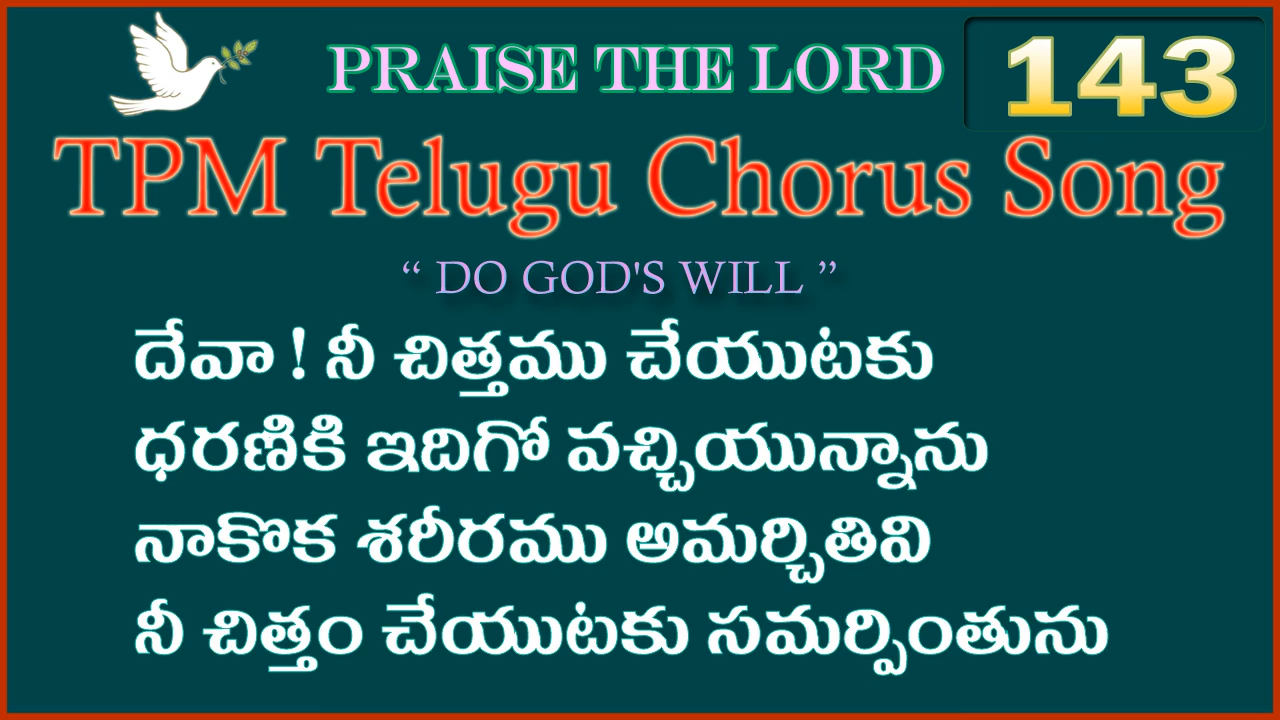 PRAISE THE LORD
143
TPM Telugu Chorus Song
“ DO GOD'S WILL ”
దేవా ! నీ చిత్తము చేయుటకు
ధరణికి ఇదిగో వచ్చియున్నాను
నాకొక శరీరము అమర్చితివి
నీ చిత్తం చేయుటకు సమర్పింతును